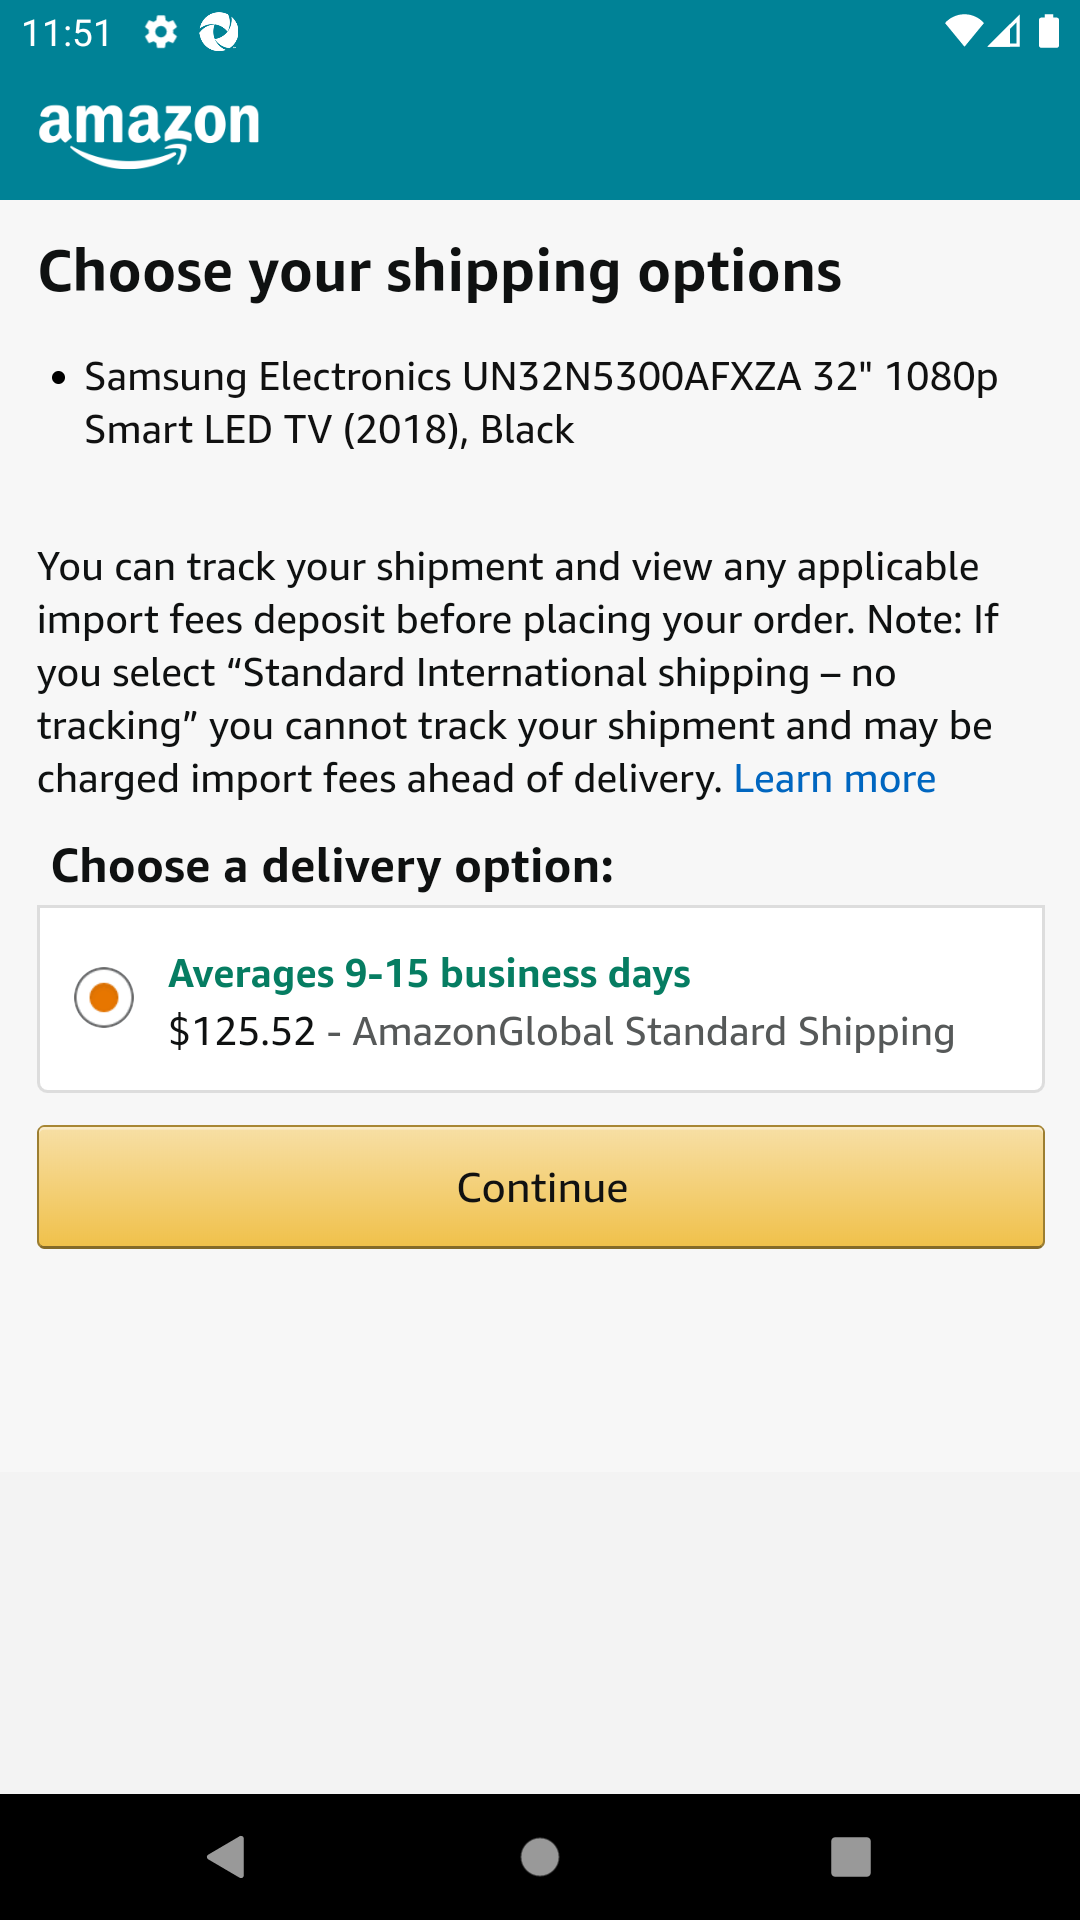 11:51
amazon
Choose your shipping options
• Samsung Electronics UN32N5300AFXZA 32" 1080p
Smart LED TV (2018), Black
You can track your shipment and view any applicable
import fees deposit before placing your order. Note: If
you select “Standard International shipping – no
tracking” you cannot track your shipment and may be
charged import fees ahead of delivery. Learn more
Choose a delivery option:
Averages 9-15 business days
$125.52 - AmazonGlobal Standard Shipping
Continue